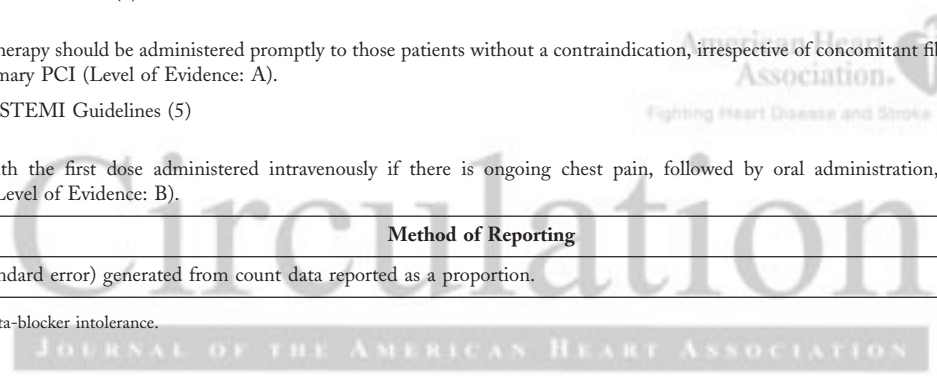 herapy should be administered promptly to those patients without a contraindication, irrespective of concomitant
mary PCI (Level of Evidence: A).
American Heart
Association
Fighting Heart Disease and Stroke
STEMI Guidelines (5)
th the first dose administered intravenously if there is ongoing chest pain, followed by oral administration,
Level of Evidence: B).
Circulation
Method of Reporting
ndard error) generated from count data reported as a proportion.
ta-blocker intolerance.
JOURNAL OF THE AMERICAN HEART ASSOCIATION